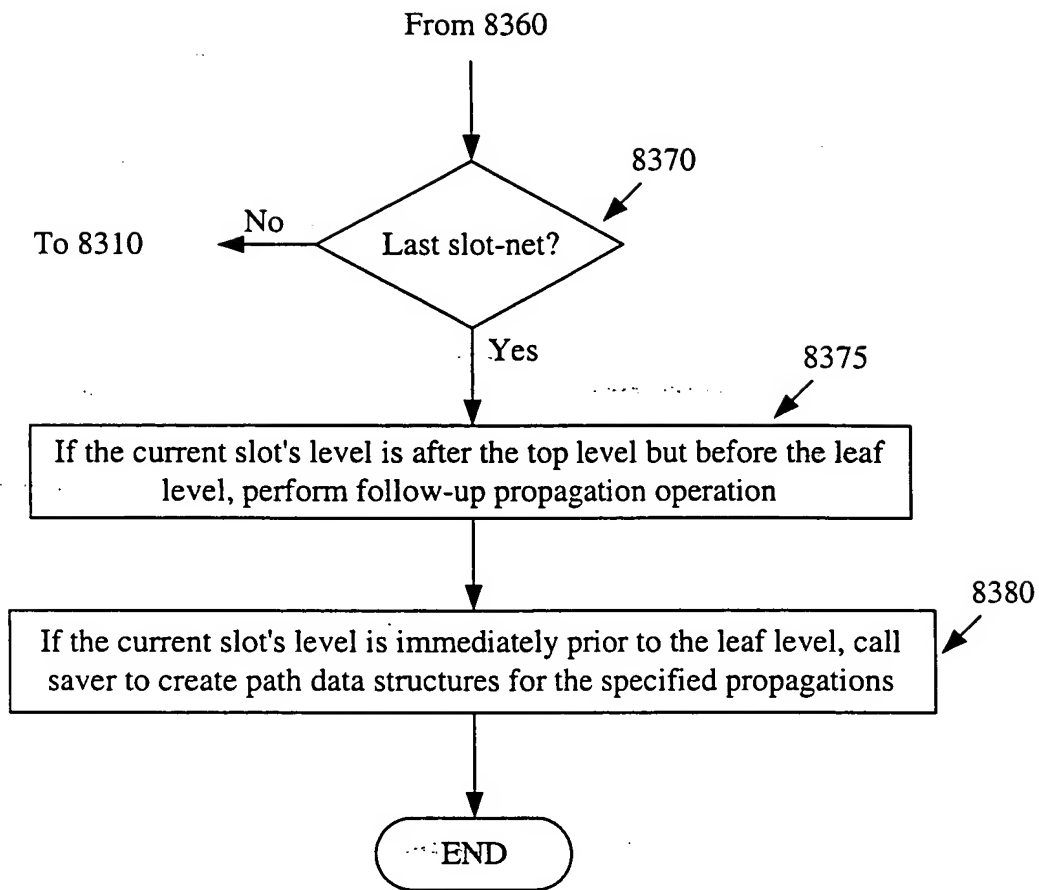 From 8360
8370
No
To 8310
Last slot-net?
Yes
8375
If the current slot's level is after the top level but before the leaf
level, perform follow-up propagation operation
8380
If the current slot's level is immediately prior to the leaf level, call
saver to create path data structures for the specified propagations
END